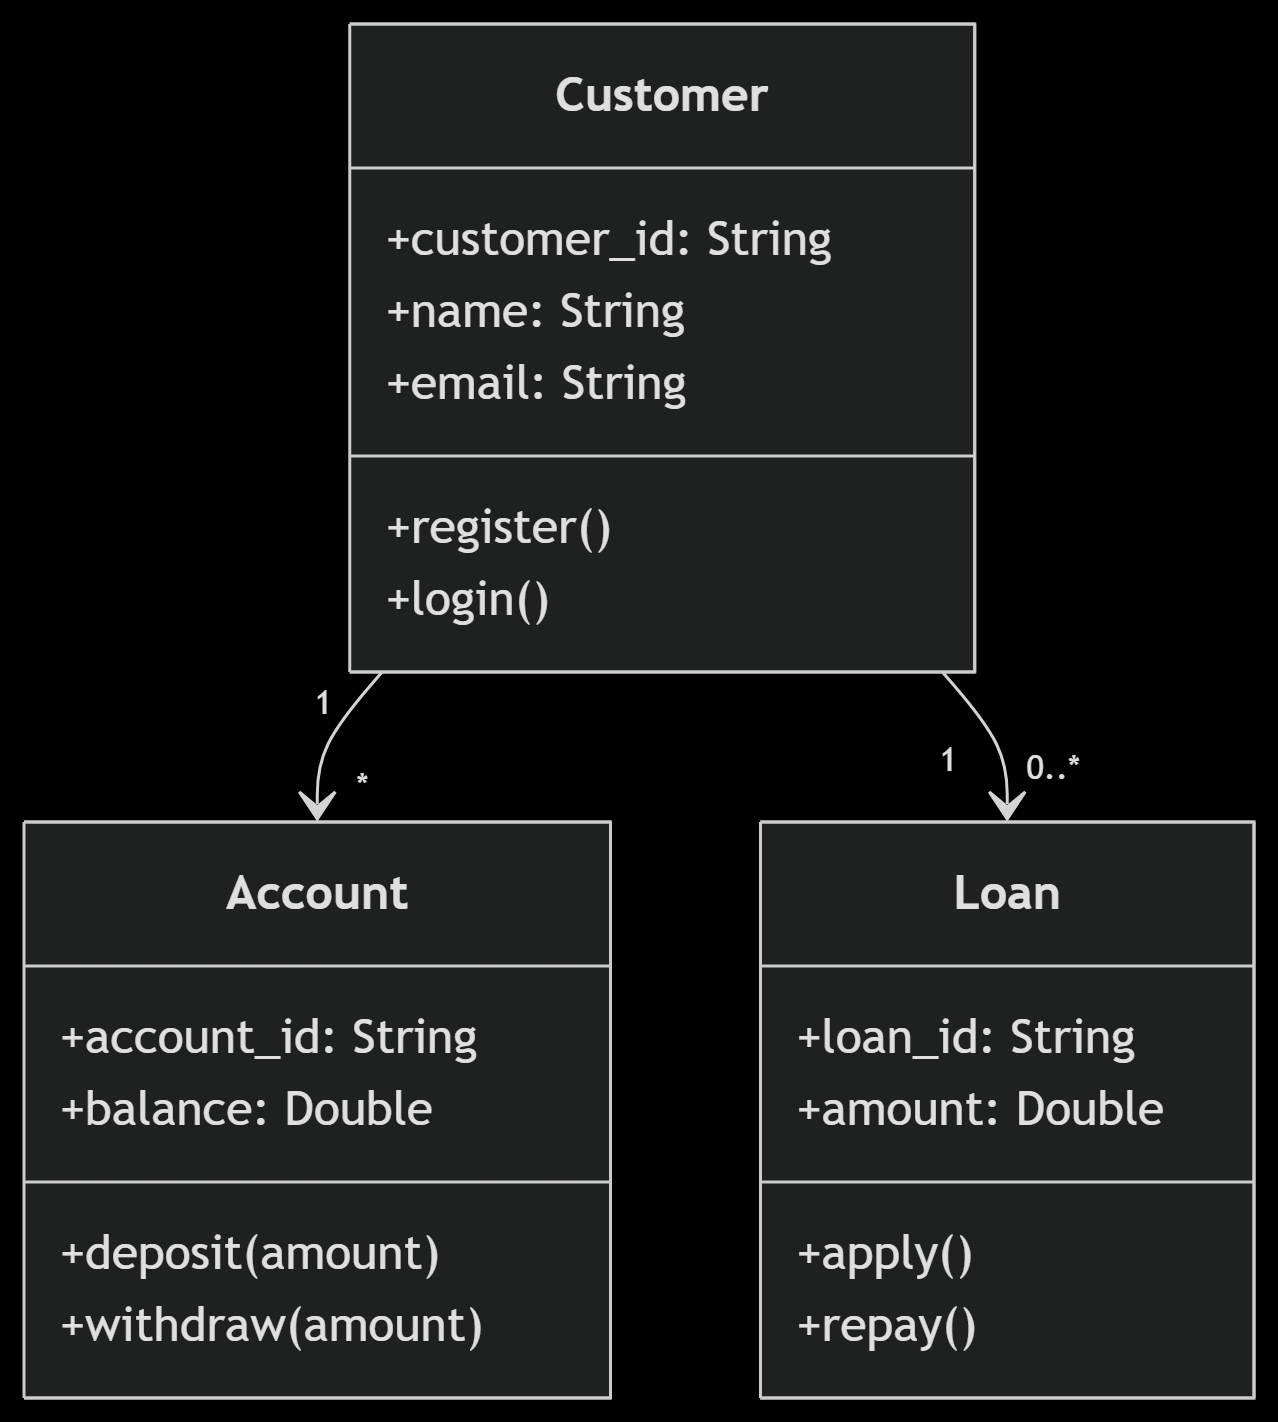 Customer
+customer_id: String
+name: String
+email: String
+register()
+login()
1
*
1
0..*
Account
+account_id: String
+balance: Double
+deposit(amount)
+withdraw(amount)
Loan
+loan_id: String
+amount: Double
+apply()
+repay()